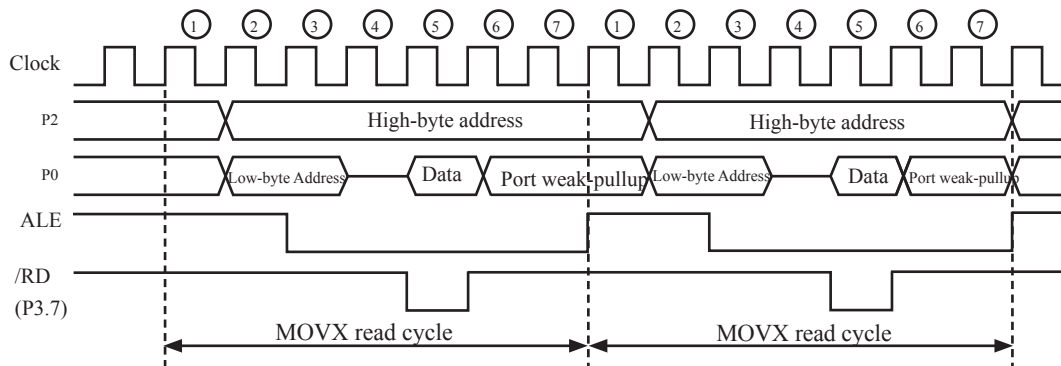 1 2 3 4 5 6 7 1 2 3 4 5 6 7
Clock
P2 High-byte address High-byte address
P0 Low-byte Address Data Port weak-pullup Low-byte Address Data Port weak-pullup
ALE
/RD
(P3.7)
MOVX read cycle MOVX read cycle